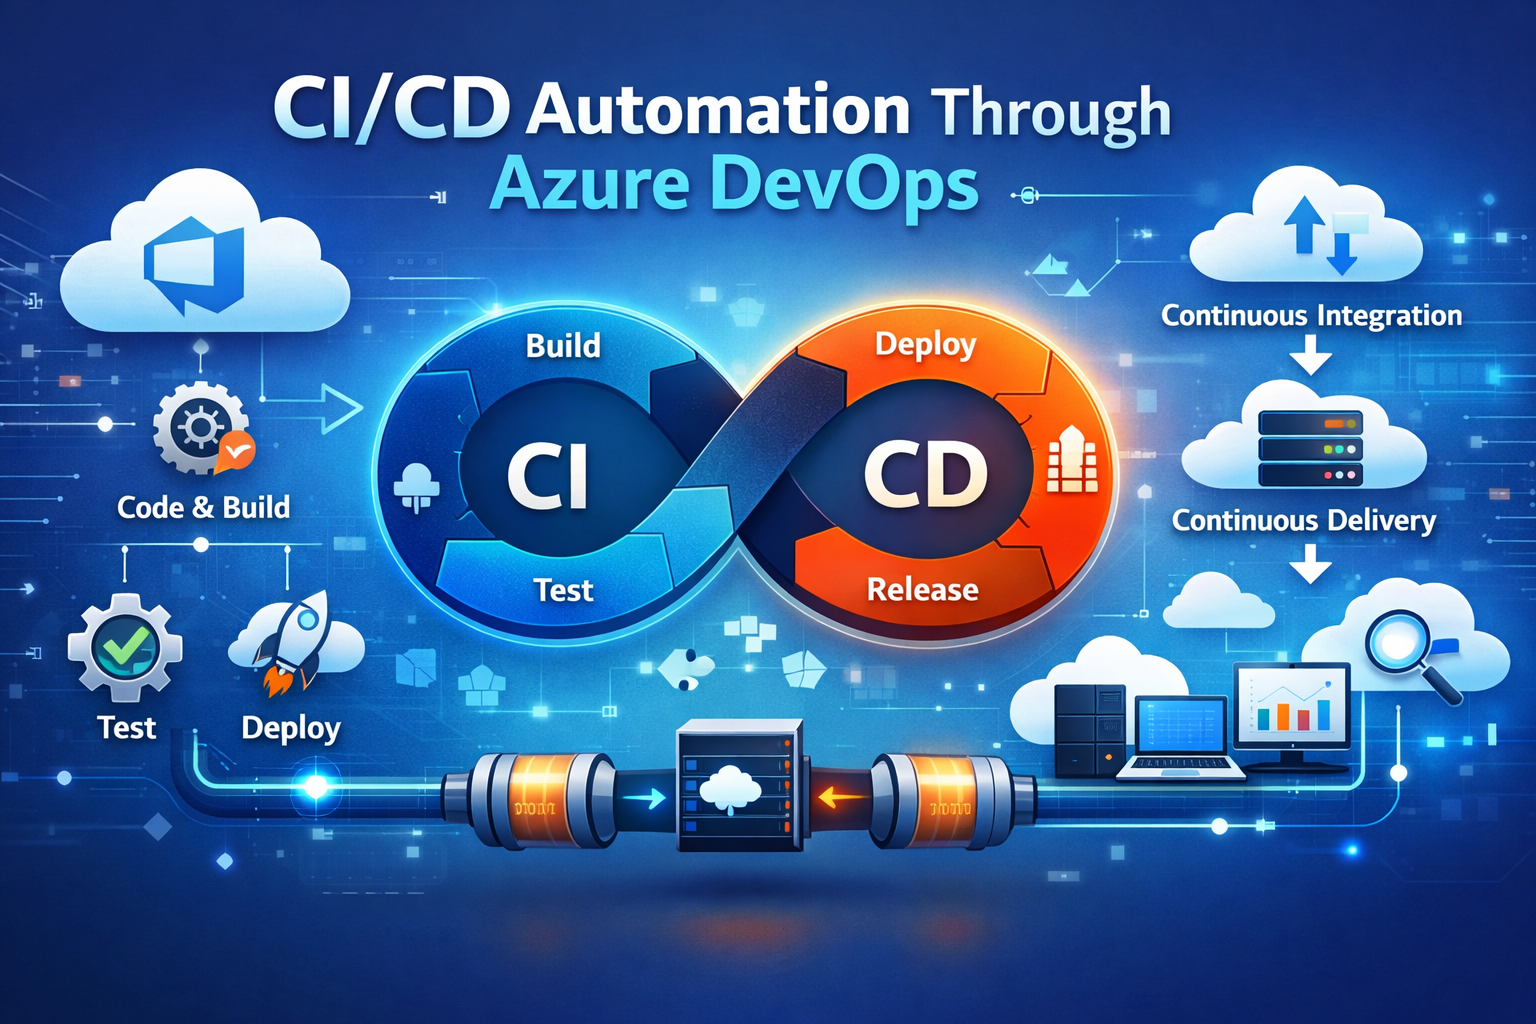 CI/CD Automation Through
Azure DevOps
Code & Build
Test
Deploy
Build
CI
Test
Deploy
CD
Release
Continuous Integration
Continuous Delivery